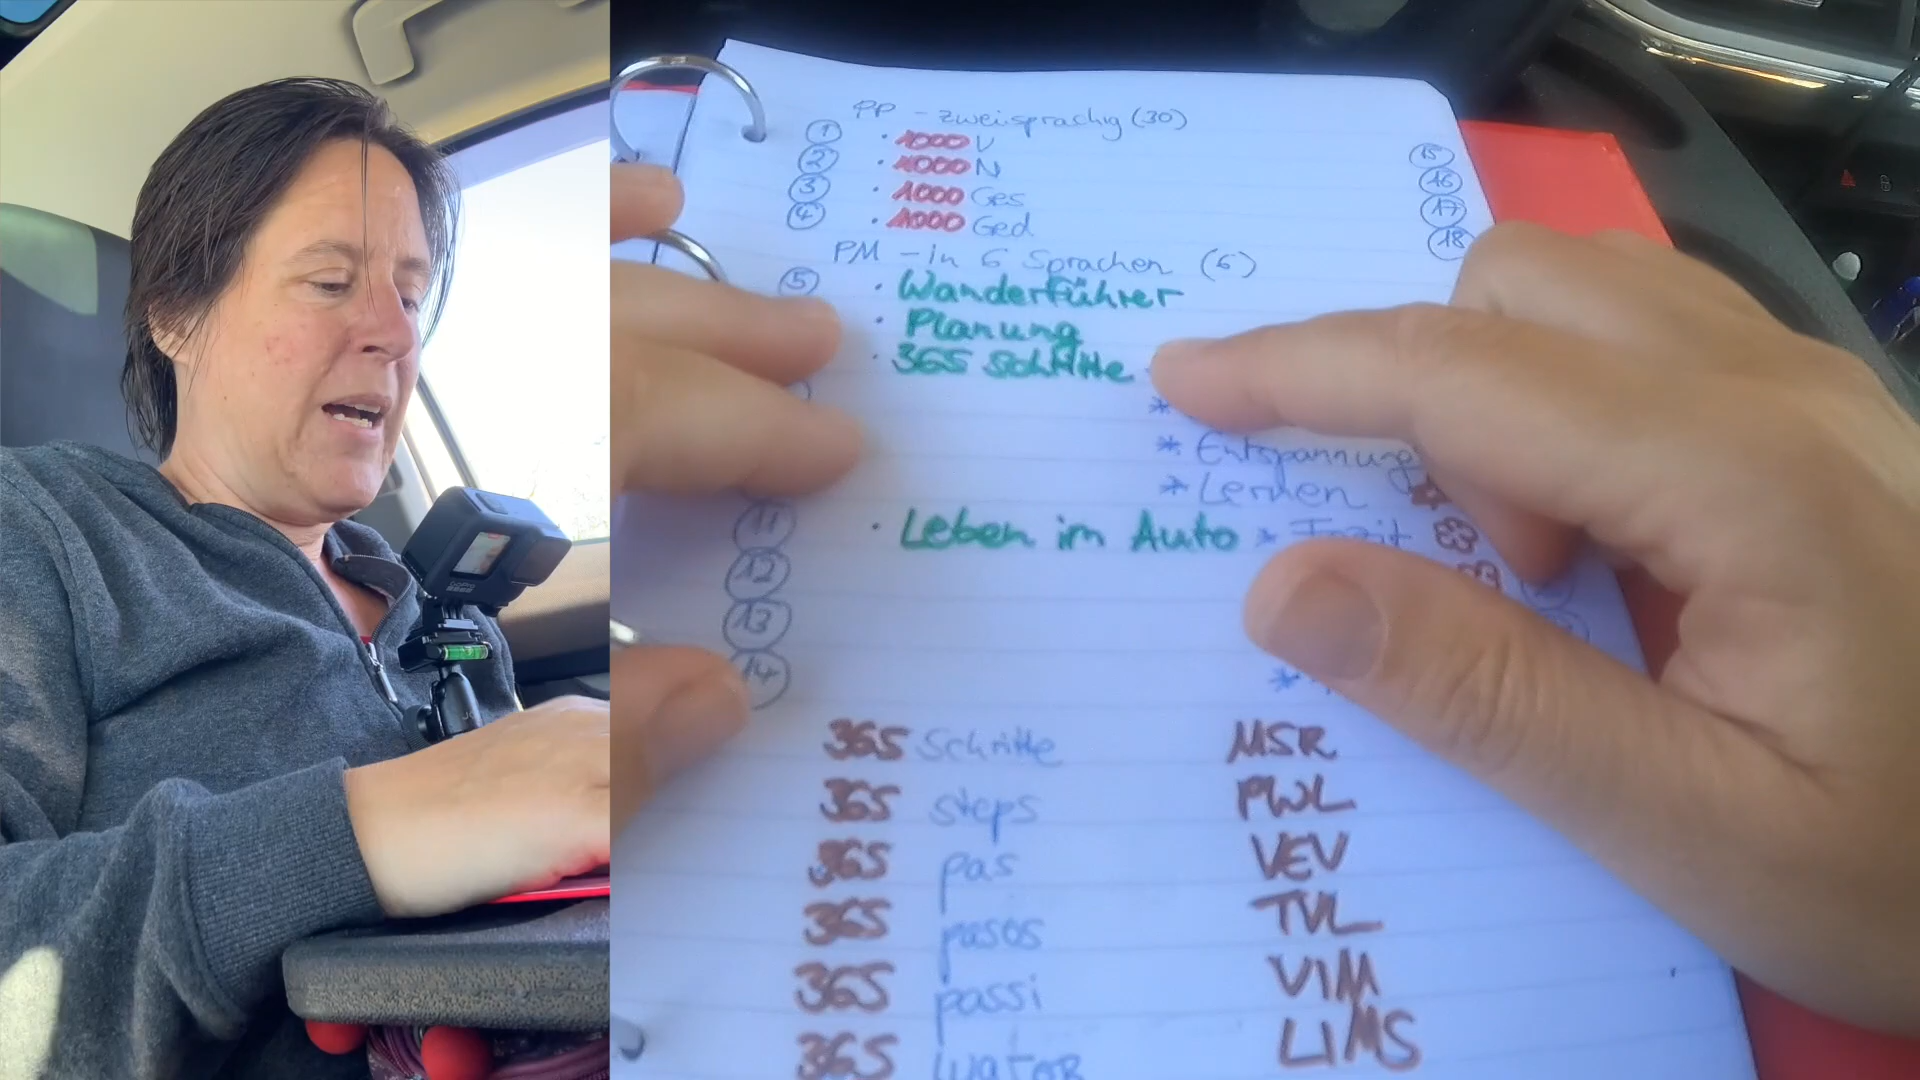 PP - zweisprachig (30)
1 · 1000 V 15
2 · 1000 N 16
3 · 1000 Ges 17
4 · 1000 Ged 18
PM - in 6 Sprachen (6)
5 · Wanderführer
· Planung
· 365 Schritte
*
* Entspannung
* Lernen
11 · Leben im Auto *
12
13
14
*
365 Schritte MSR
365 steps PWL
365 pas VEV
365 pasos TVL
365 passi VIM
365 LIMS
GoPro